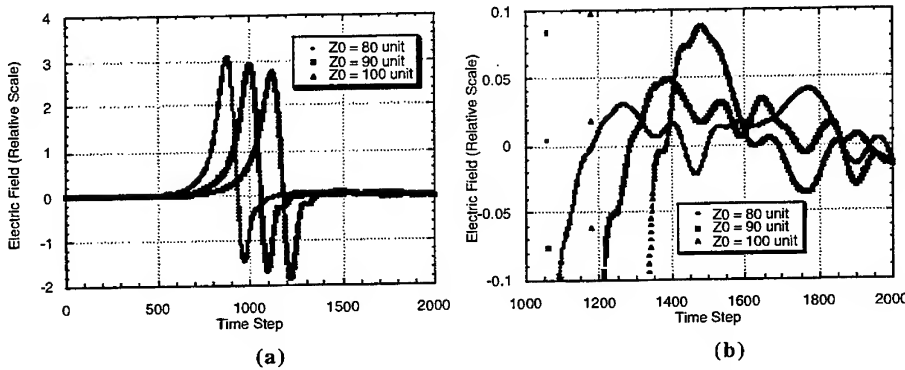 Electric Field (Relative Scale)
4
3
2
1
0
-1
-2
Z0 = 80 unit
Z0 = 90 unit
Z0 = 100 unit
0
500
1000
1500
2000
Time Step
(a)
Electric Field (Relative Scale)
0.1
0.05
0
-0.05
-0.1
Z0 = 80 unit
Z0 = 90 unit
Z0 = 100 unit
1000
1200
1400
1600
1800
2000
Time Step
(b)